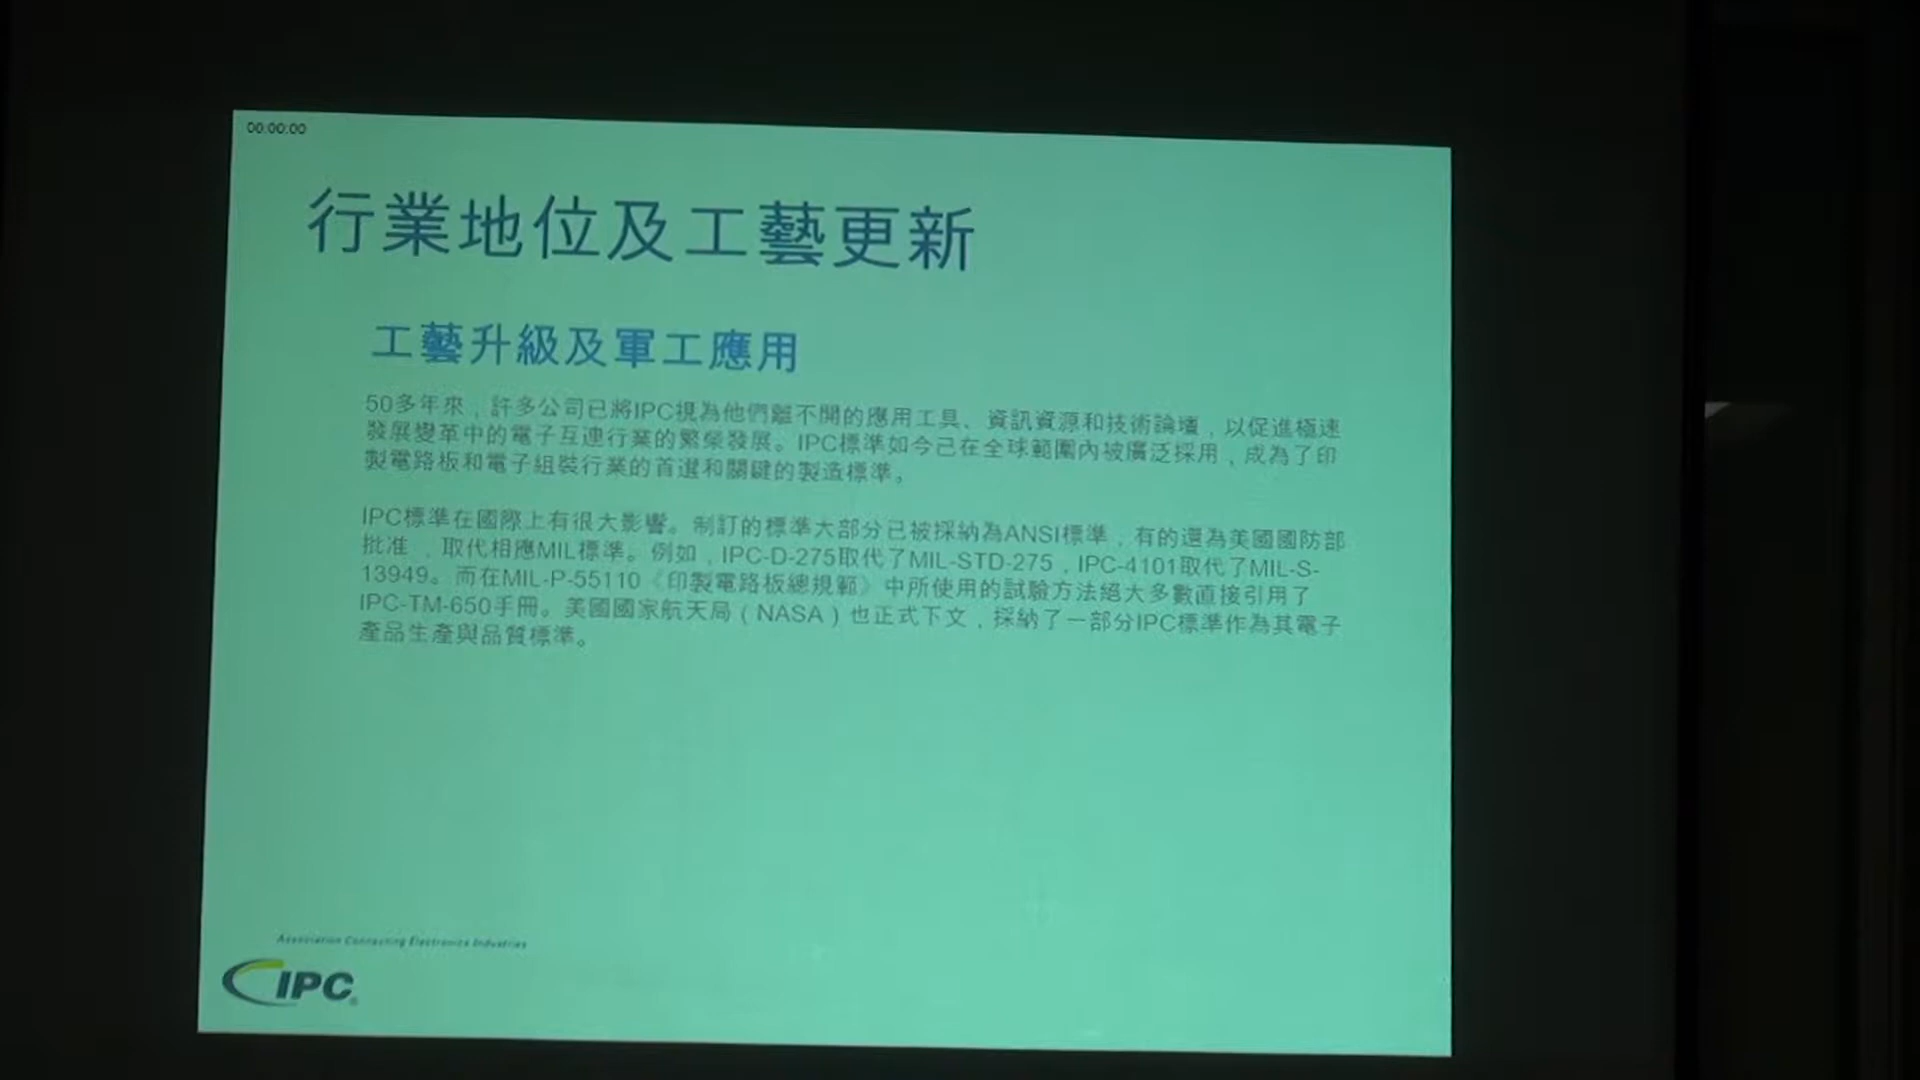 00:00:00
行業地位及工藝更新
工藝升級及軍工應用
50多年來，許多公司已將IPC視為他們離不開的應用工具、資訊資源和技術論壇，以促進極速
發展變革中的電子互連行業的繁榮發展。IPC標準如今已在全球範圍內被廣泛採用，成為了印
製電路板和電子組裝行業的首選和關鍵的製造標準。
IPC標準在國際上有很大影響。制訂的標準大部分已被採納為ANSI標準，有的還為美國國防部
批准 ，取代相應MIL標準。例如，IPC-D-275取代了MIL-STD-275，IPC-4101取代了MIL-S-
13949。而在MIL-P-55110《印製電路板總規範》中所使用的試驗方法絕大多數直接引用了
IPC-TM-650手冊。美國國家航天局（NASA）也正式下文，採納了一部分IPC標準作為其電子
產品生產與品質標準。
Association Connecting Electronics Industries
IPC